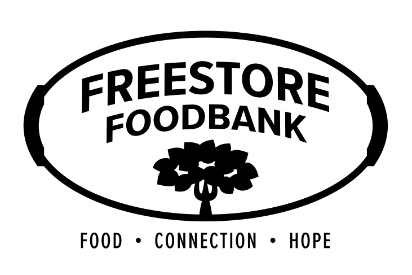 FREESTORE
FOODBANK
FOOD • CONNECTION • HOPE